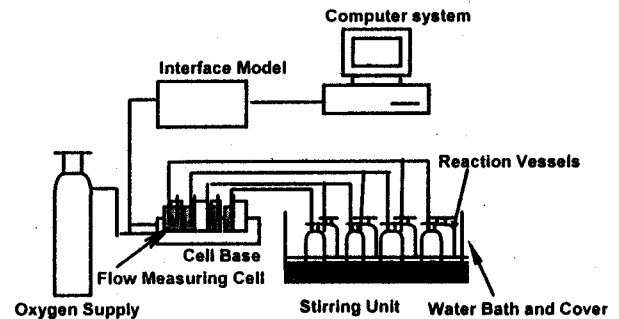 Computer system
Interface Model
Reaction Vessels
Cell Base
Flow Measuring Cell
Oxygen Supply
Stirring Unit
Water Bath and Cover